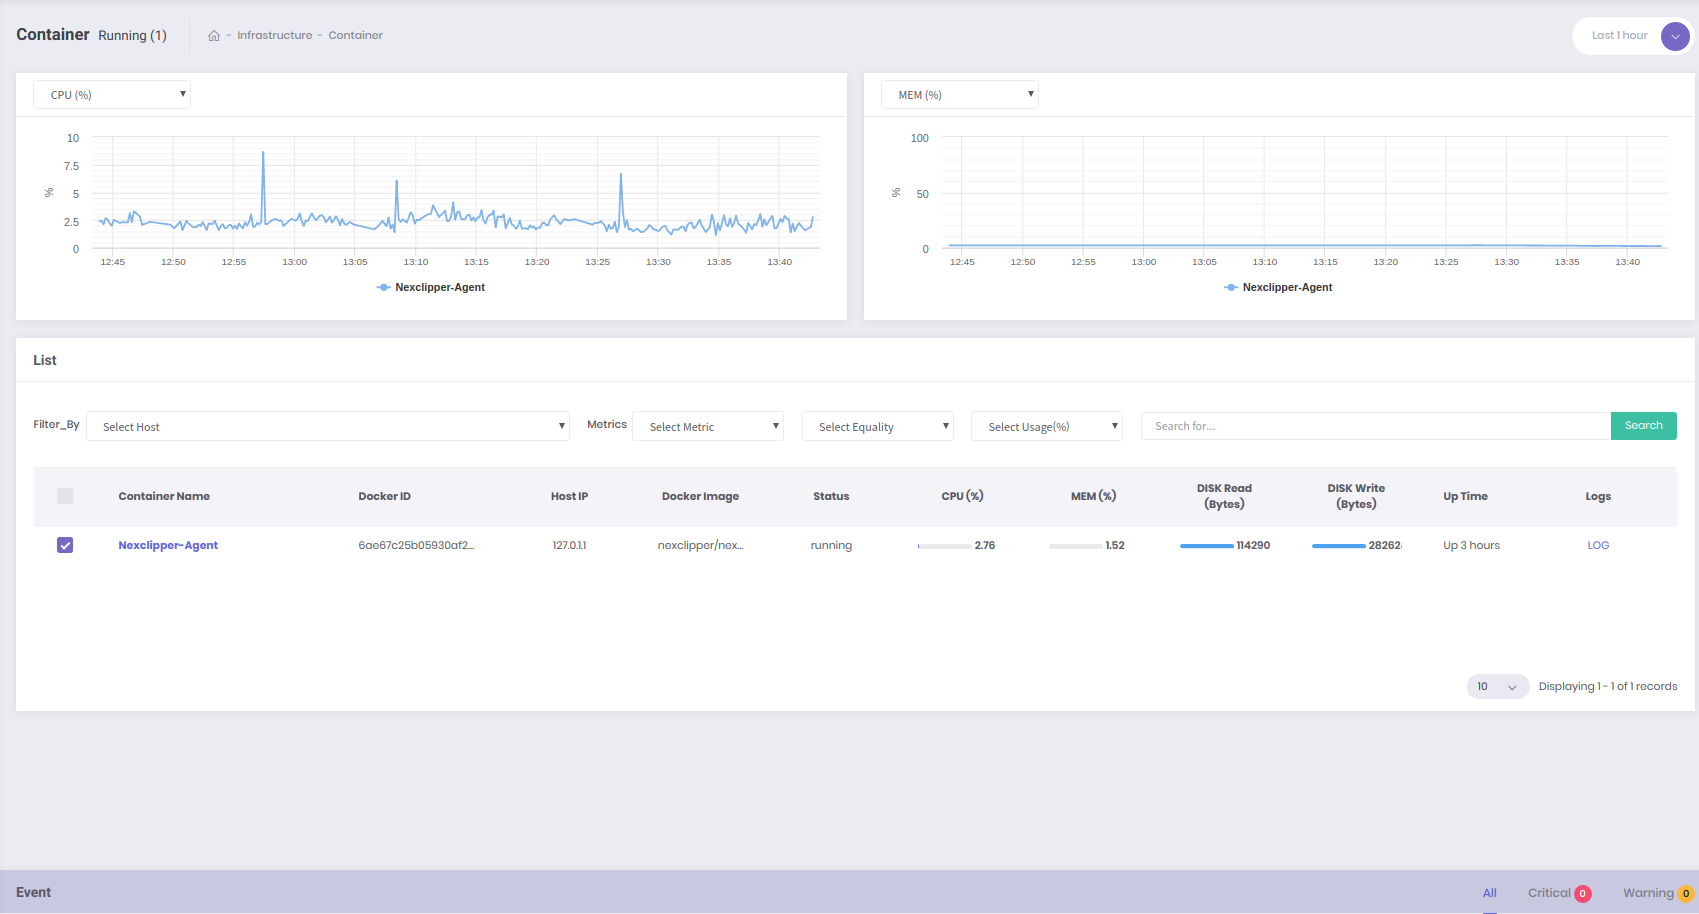 Container Running (1) - Infrastructure - Container
Last 1 hour
CPU (%)
10
7.5
5
2.5
0
%
12:45 12:50 12:55 13:00 13:05 13:10 13:15 13:20 13:25 13:30 13:35 13:40
Nexclipper-Agent
MEM (%)
100
50
0
%
12:45 12:50 12:55 13:00 13:05 13:10 13:15 13:20 13:25 13:30 13:35 13:40
Nexclipper-Agent
List
Filter_By Select Host Metrics Select Metric Select Equality Select Usage(%) Search for... Search
Container Name Docker ID Host IP Docker Image Status CPU (%) MEM (%) DISK Read (Bytes) DISK Write (Bytes) Up Time Logs
Nexclipper-Agent 6ae67c25b05930af2... 127.0.1.1 nexclipper/nex... running 2.76 1.52 114290 28262 Up 3 hours LOG
10 Displaying 1 - 1 of 1 records
Event All Critical 0 Warning 0